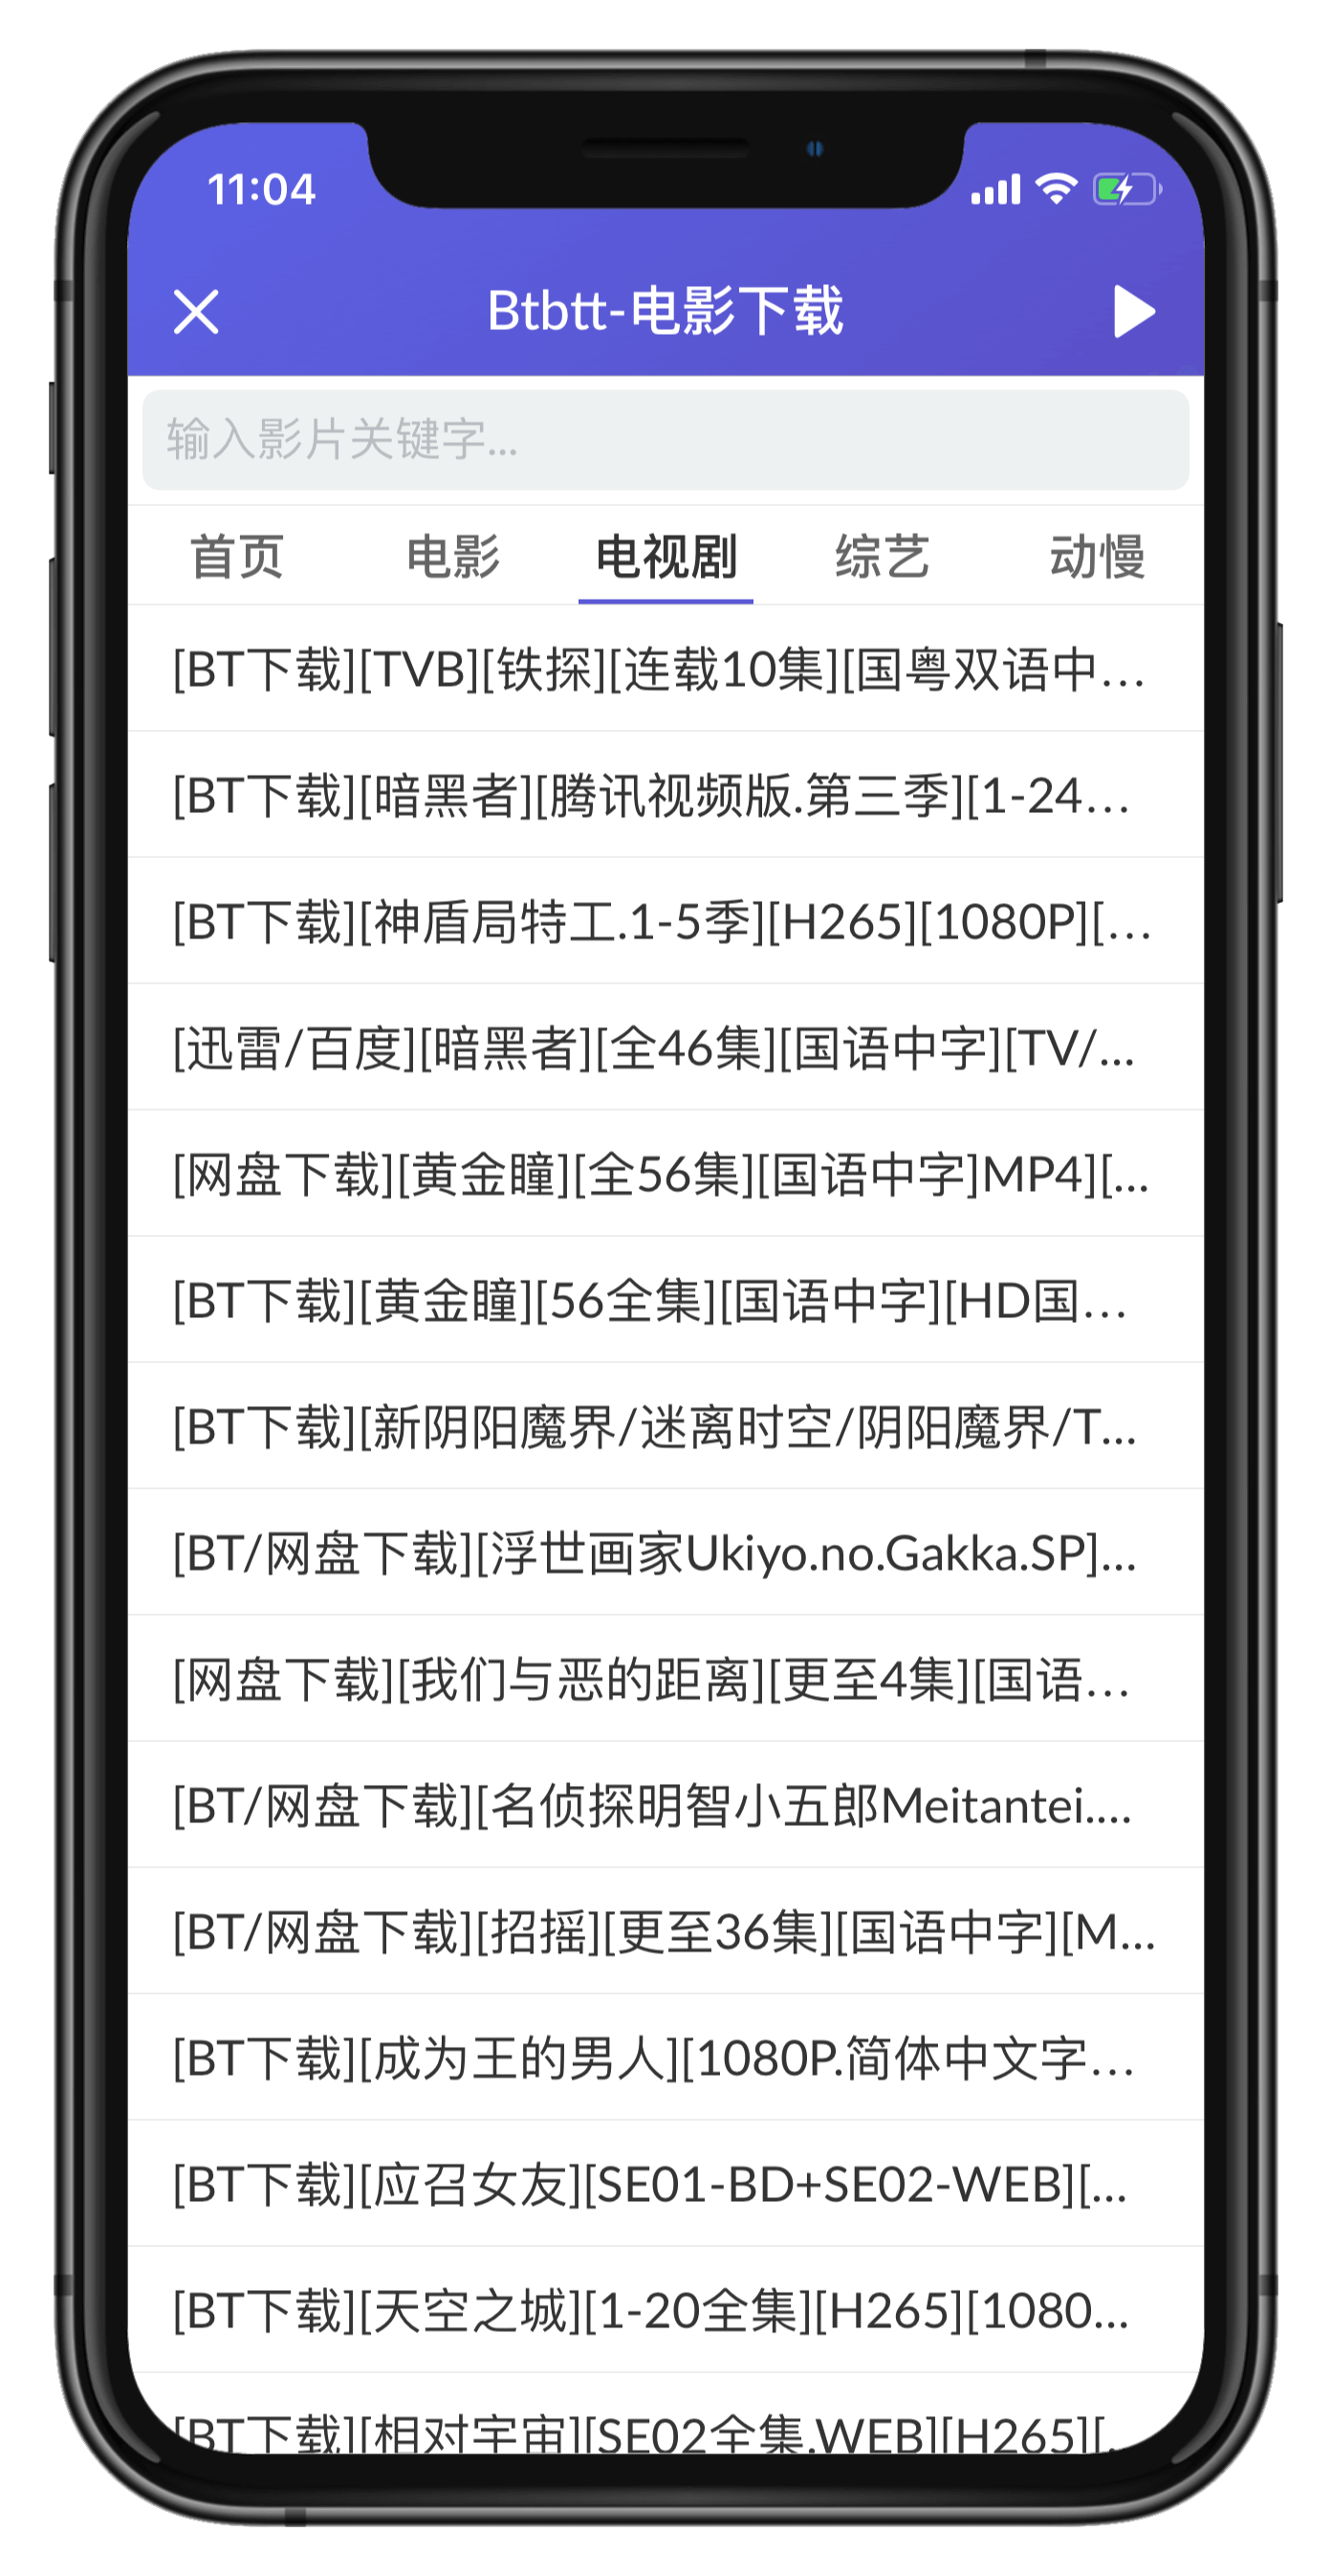 11:04
Btbtt-电影下载
输入影片关键字...
首页 电影 电视剧 综艺 动慢
[BT下载][TVB][铁探][连载10集][国粤双语中...
[BT下载][暗黑者][腾讯视频版.第三季][1-24...
[BT下载][神盾局特工.1-5季][H265][1080P][...
[迅雷/百度][暗黑者][全46集][国语中字][TV/...
[网盘下载][黄金瞳][全56集][国语中字]MP4][...
[BT下载][黄金瞳][56全集][国语中字][HD国...
[BT下载][新阴阳魔界/迷离时空/阴阳魔界/T...
[BT/网盘下载][浮世画家Ukiyo.no.Gakka.SP]...
[网盘下载][我们与恶的距离][更至4集][国语...
[BT/网盘下载][名侦探明智小五郎Meitantei....
[BT/网盘下载][招摇][更至36集][国语中字][M...
[BT下载][成为王的男人][1080P.简体中文字...
[BT下载][应召女友][SE01-BD+SE02-WEB][...
[BT下载][天空之城][1-20全集][H265][1080...
[BT下载][相对宇宙][SE02全集.WEB][H265][...